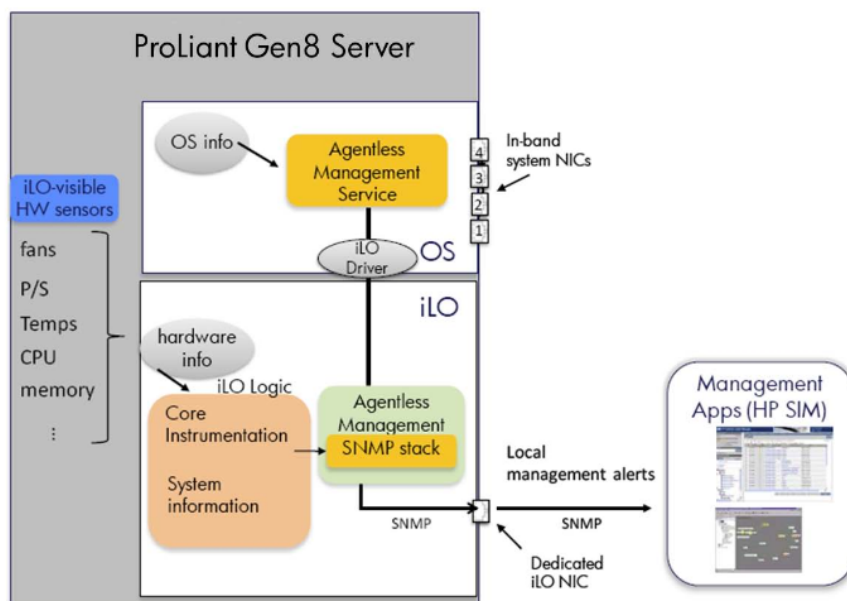 ProLiant Gen8 Server
OS info
Agentless
Management
Service
4
3
2
1
In-band
system NICs
iLO-visible
HW sensors
fans
P/S
Temps
CPU
memory
⋮
iLO
Driver
OS
iLO
hardware
info
iLO Logic
Core
Instrumentation
System
information
Agentless
Management
SNMP stack
SNMP
Dedicated
iLO NIC
Local
management alerts
SNMP
Management
Apps (HP SIM)